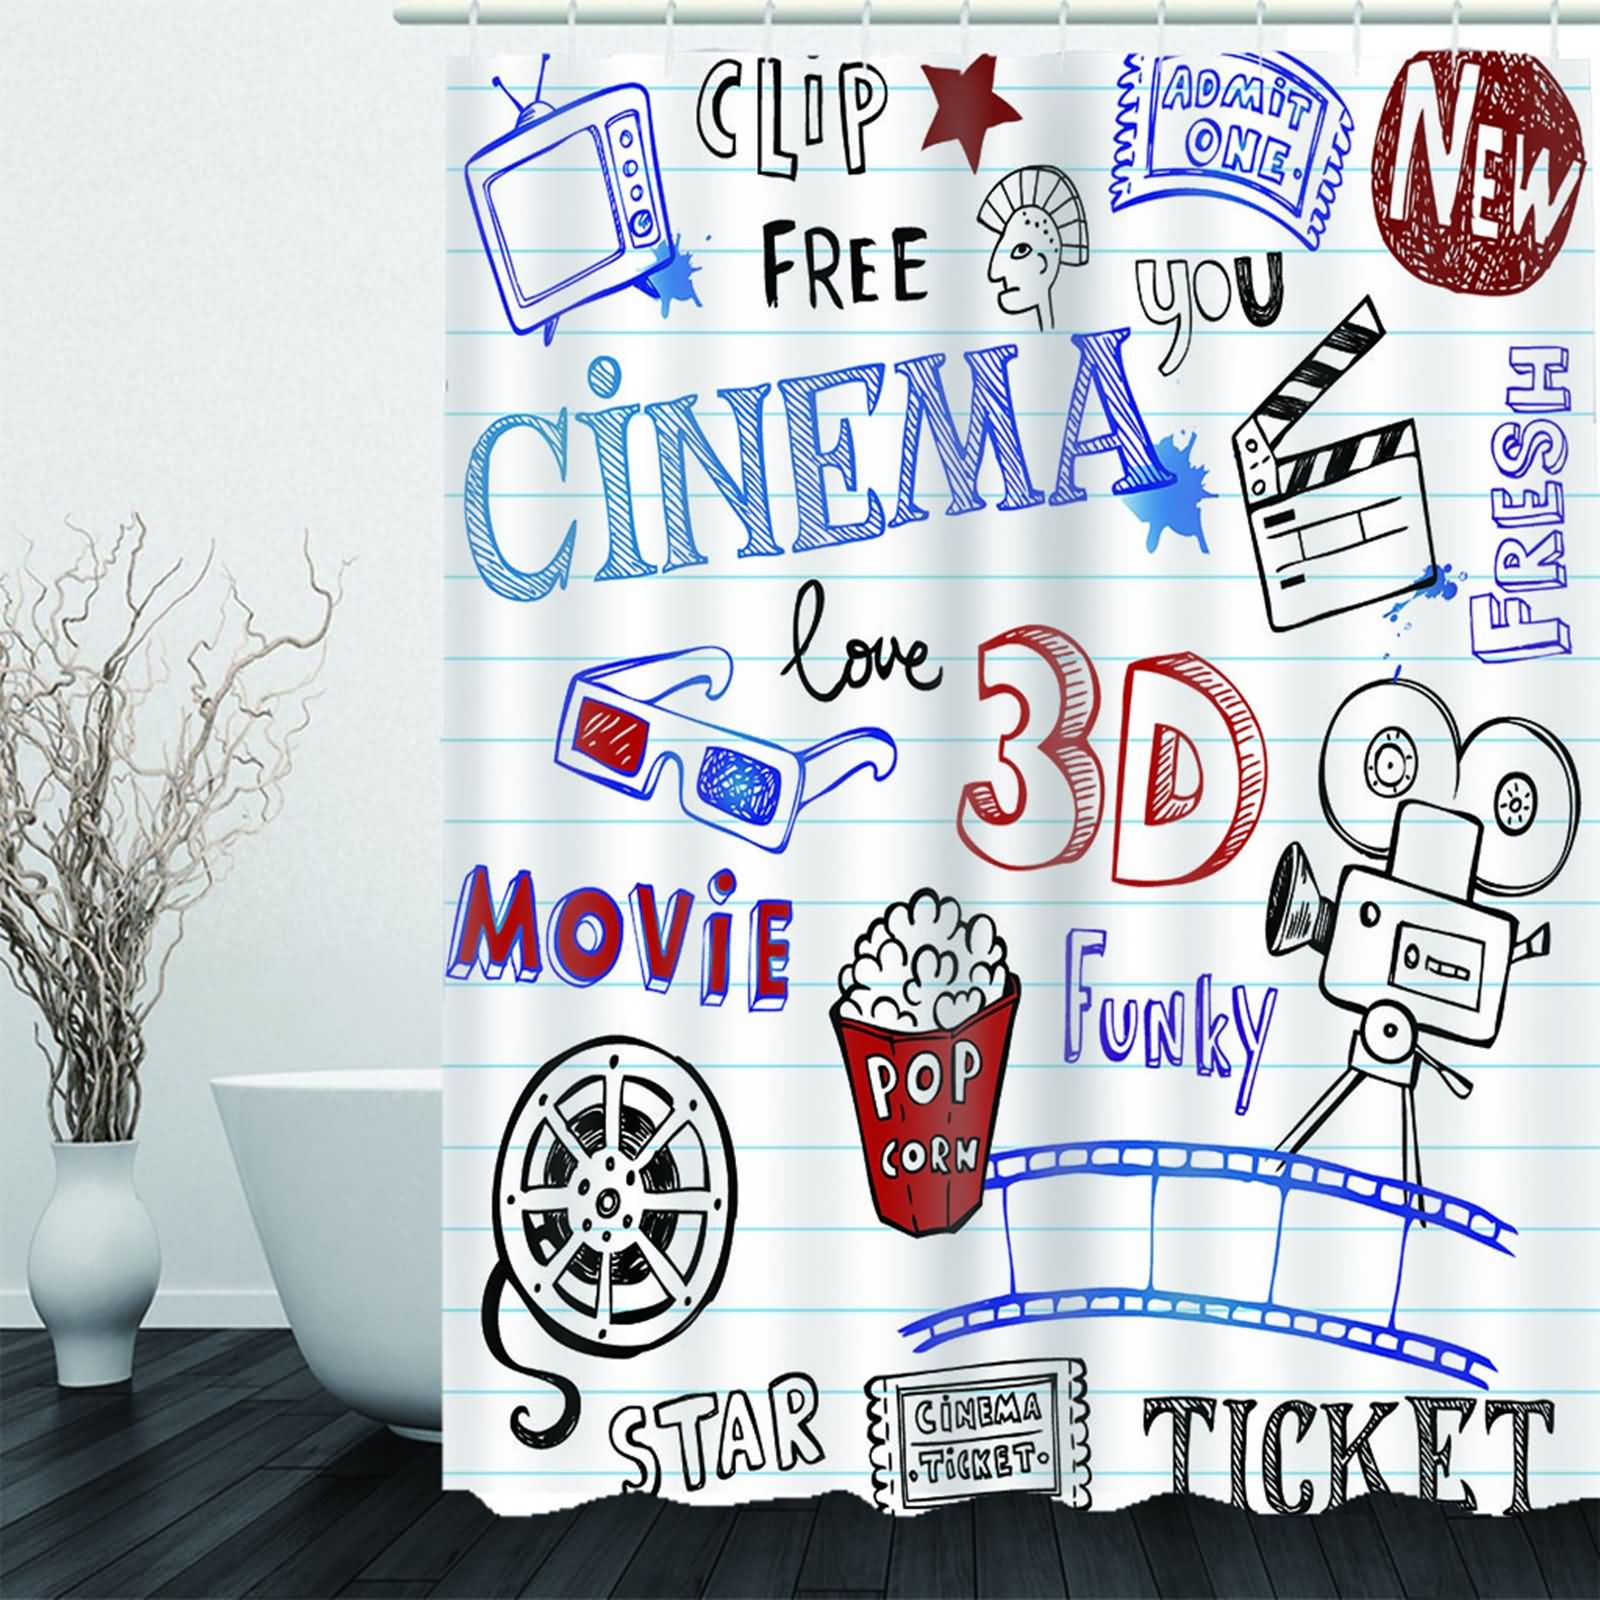 CLiP
ADMiT
ONE.
NEW
FREE
you
CiNEMA
FRESH
love
3D
MOViE
FUNkY
POP
CORN
STAR
CiNEMA
·TiCKET·
TICKET